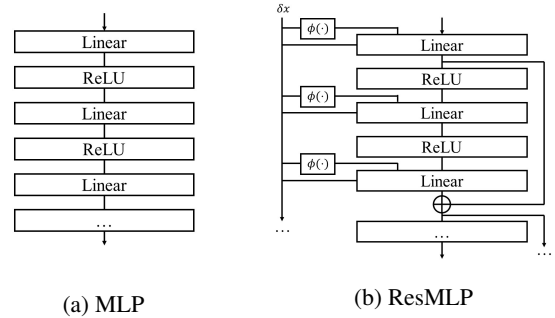 Linear
ReLU
Linear
ReLU
Linear
...
(a) MLP
δx
ϕ(·)
Linear
ReLU
ϕ(·)
Linear
ReLU
ϕ(·)
Linear
...
...
...
(b) ResMLP